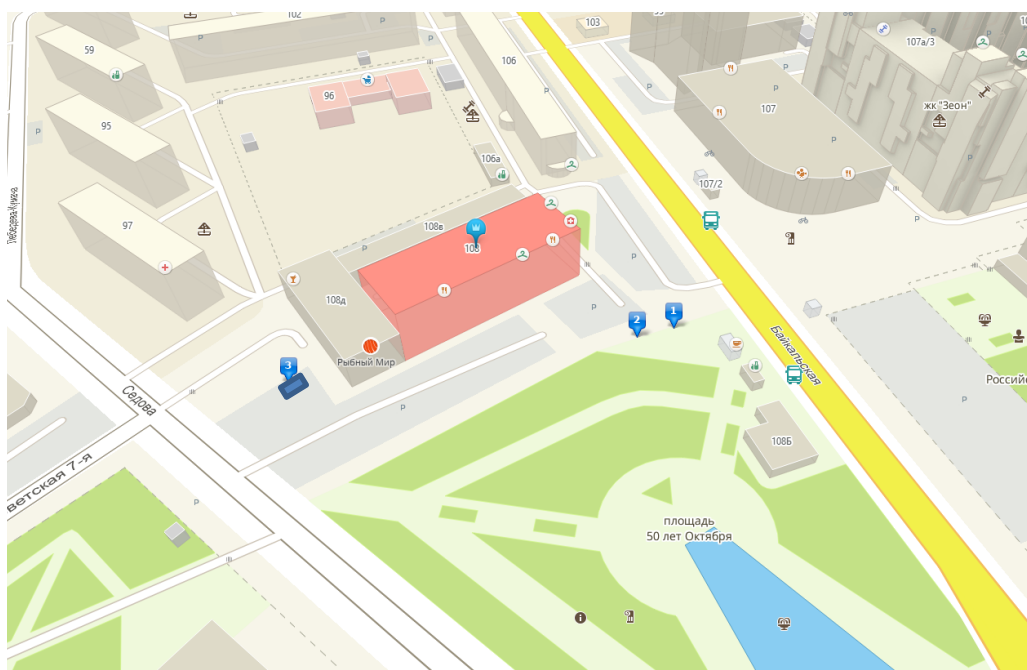 102
103
59
106
107а/3
96
107
жк "Зеон"
95
106а
107/2
97
108в
108
108д
1
2
3
Рыбный Мир
Байкальская
Седова
108Б
Советская 7-я
площадь
50 лет Октября
P